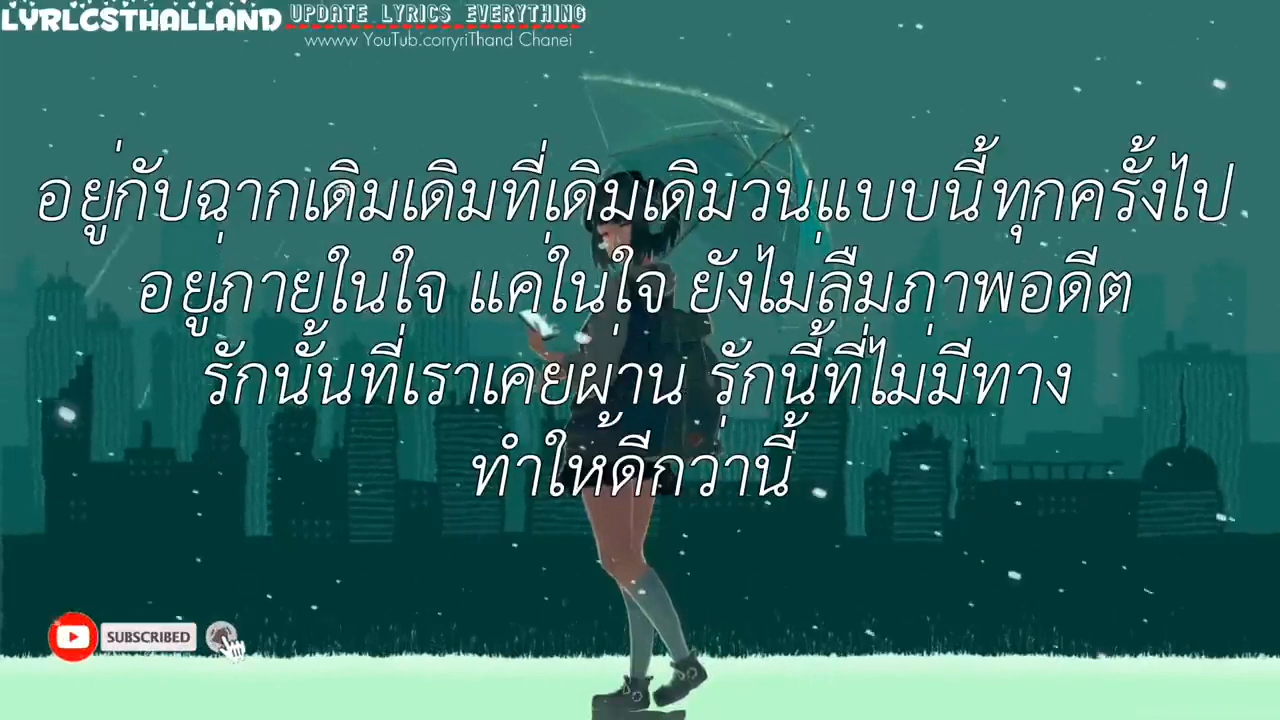 LYRLCSTHALLAND UPDATE LYRICS EVERYTHING
wwww YouTub.corryriThand Chanei
อยู่กับฉากเดิมเดิมที่เดิมเดิมวนแบบนี้ทุกครั้งไป
อยู่ภายในใจ แค่ในใจ ยังไม่ลืมภาพอดีต
รักนั้นที่เราเคยผ่าน รักนี้ที่ไม่มีทาง
ทำให้ดีกว่านี้
SUBSCRIBED